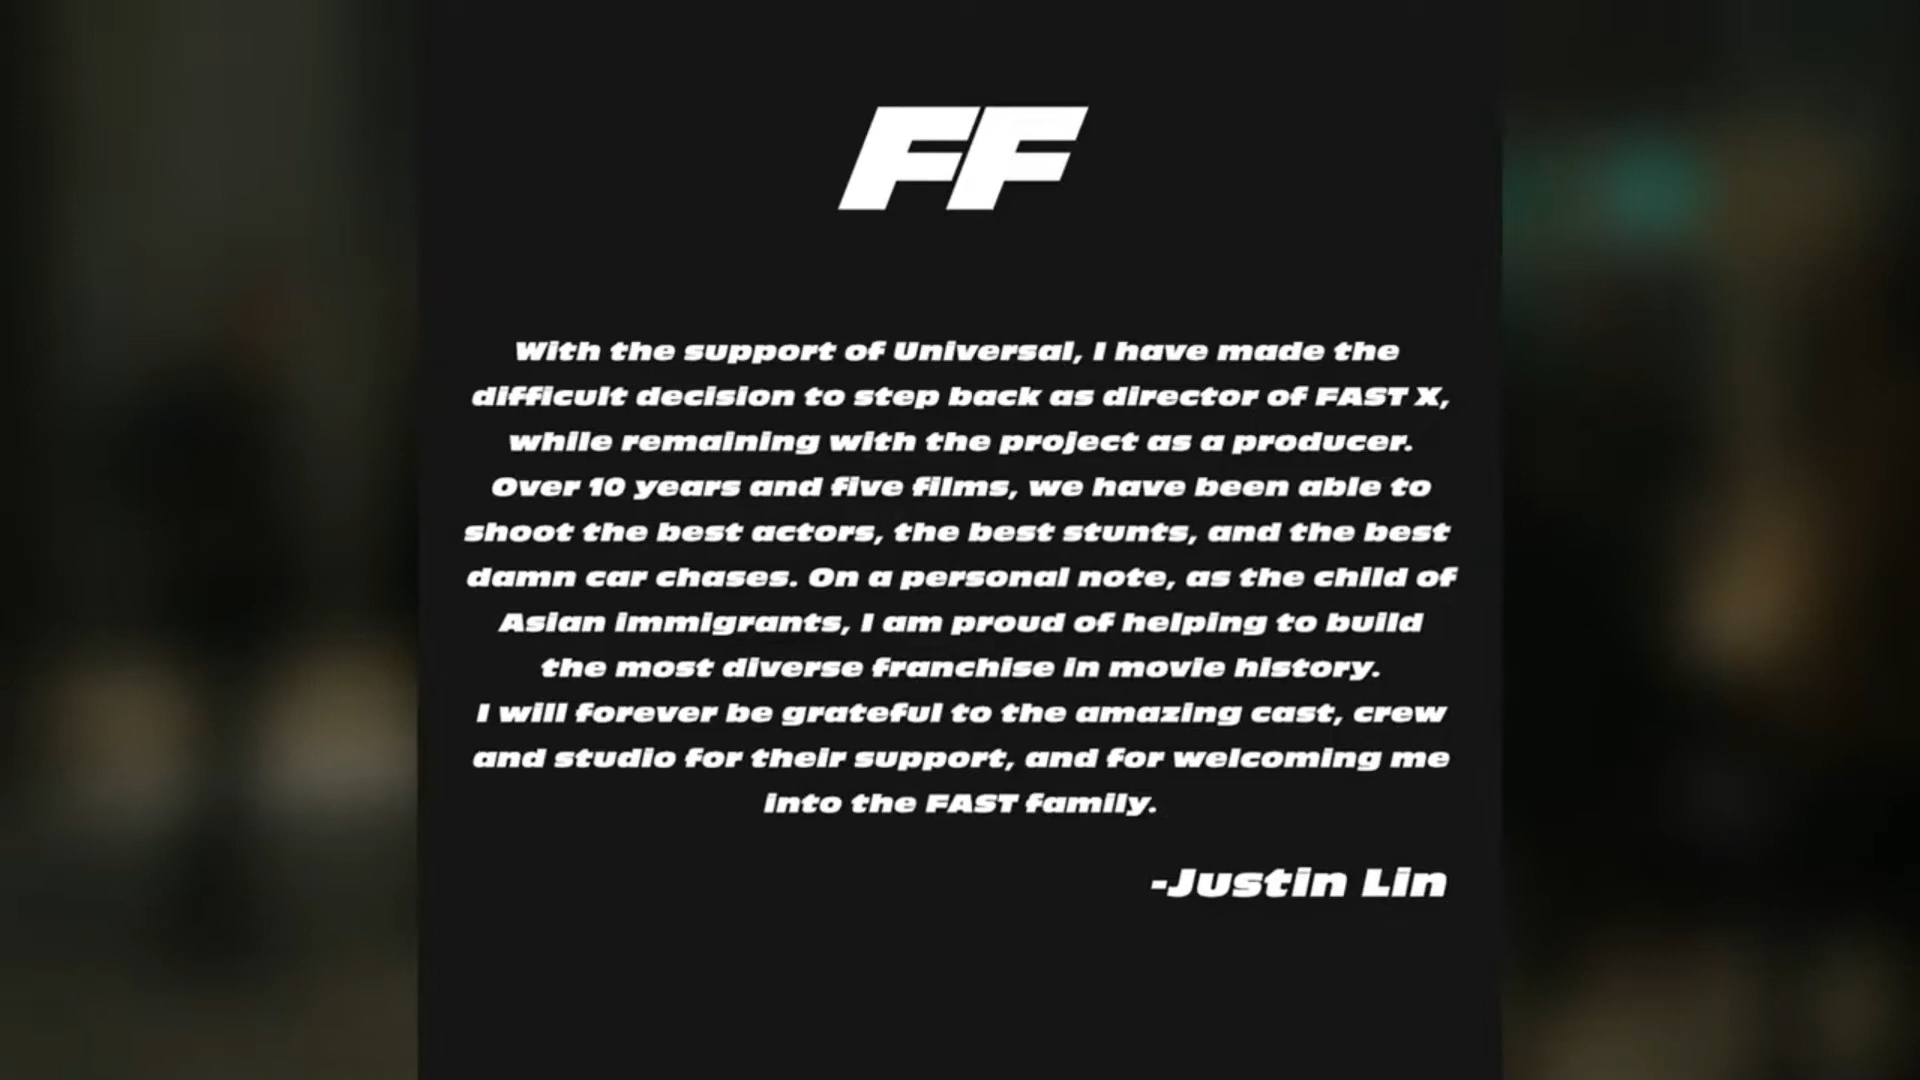 FF
With the support of Universal, I have made the
difficult decision to step back as director of FAST X,
while remaining with the project as a producer.
Over 10 years and five films, we have been able to
shoot the best actors, the best stunts, and the best
damn car chases. On a personal note, as the child of
Asian immigrants, I am proud of helping to build
the most diverse franchise in movie history.
I will forever be grateful to the amazing cast, crew
and studio for their support, and for welcoming me
into the FAST family.
-Justin Lin